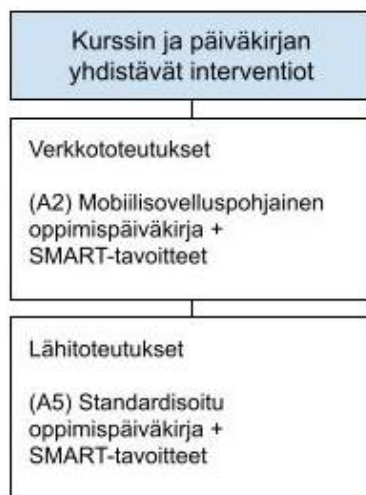 Kurssin ja päiväkirjan
yhdistävät interventiot
Verkkototeutukset
(A2) Mobiilisovelluspohjainen
oppimispäiväkirja +
SMART-tavoitteet
Lähitoteutukset
(A5) Standardisoitu
oppimispäiväkirja +
SMART-tavoitteet